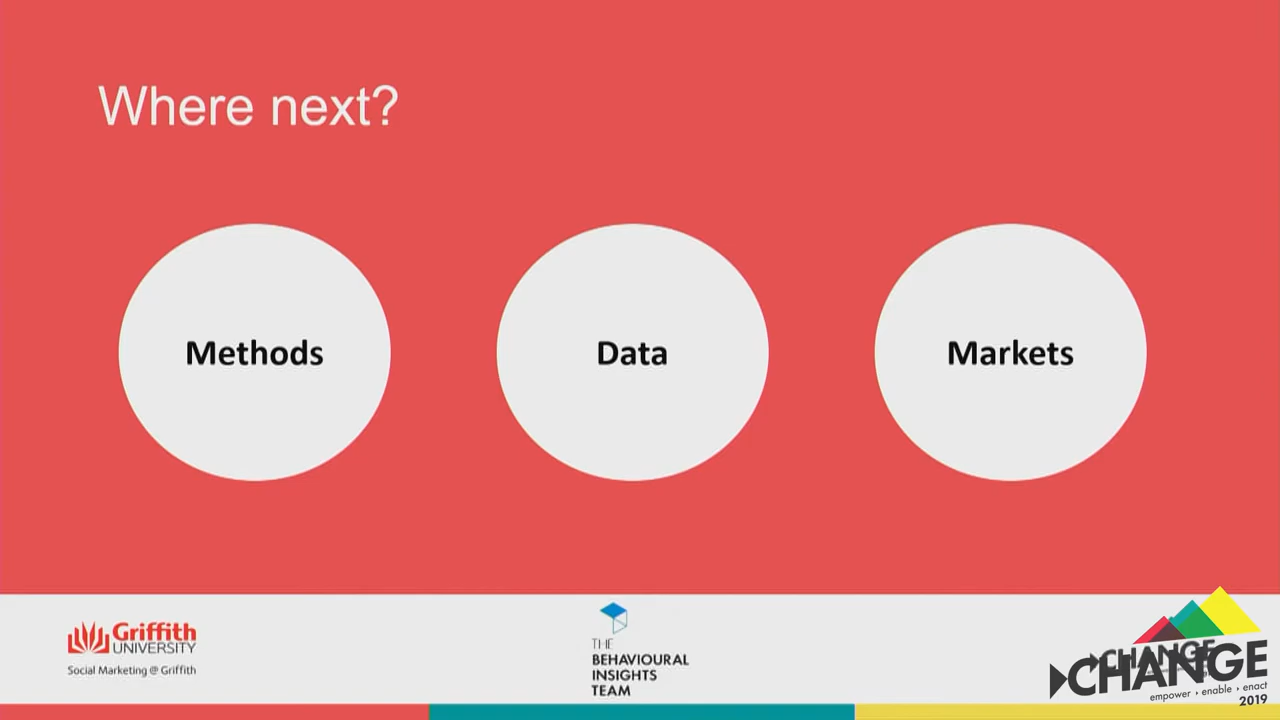 Where next?
Methods
Data
Markets
Griffith
UNIVERSITY
Social Marketing @ Griffith
THE
BEHAVIOURAL
INSIGHTS
TEAM
CHANGE
CHANGE
empower › enable › enact
2019